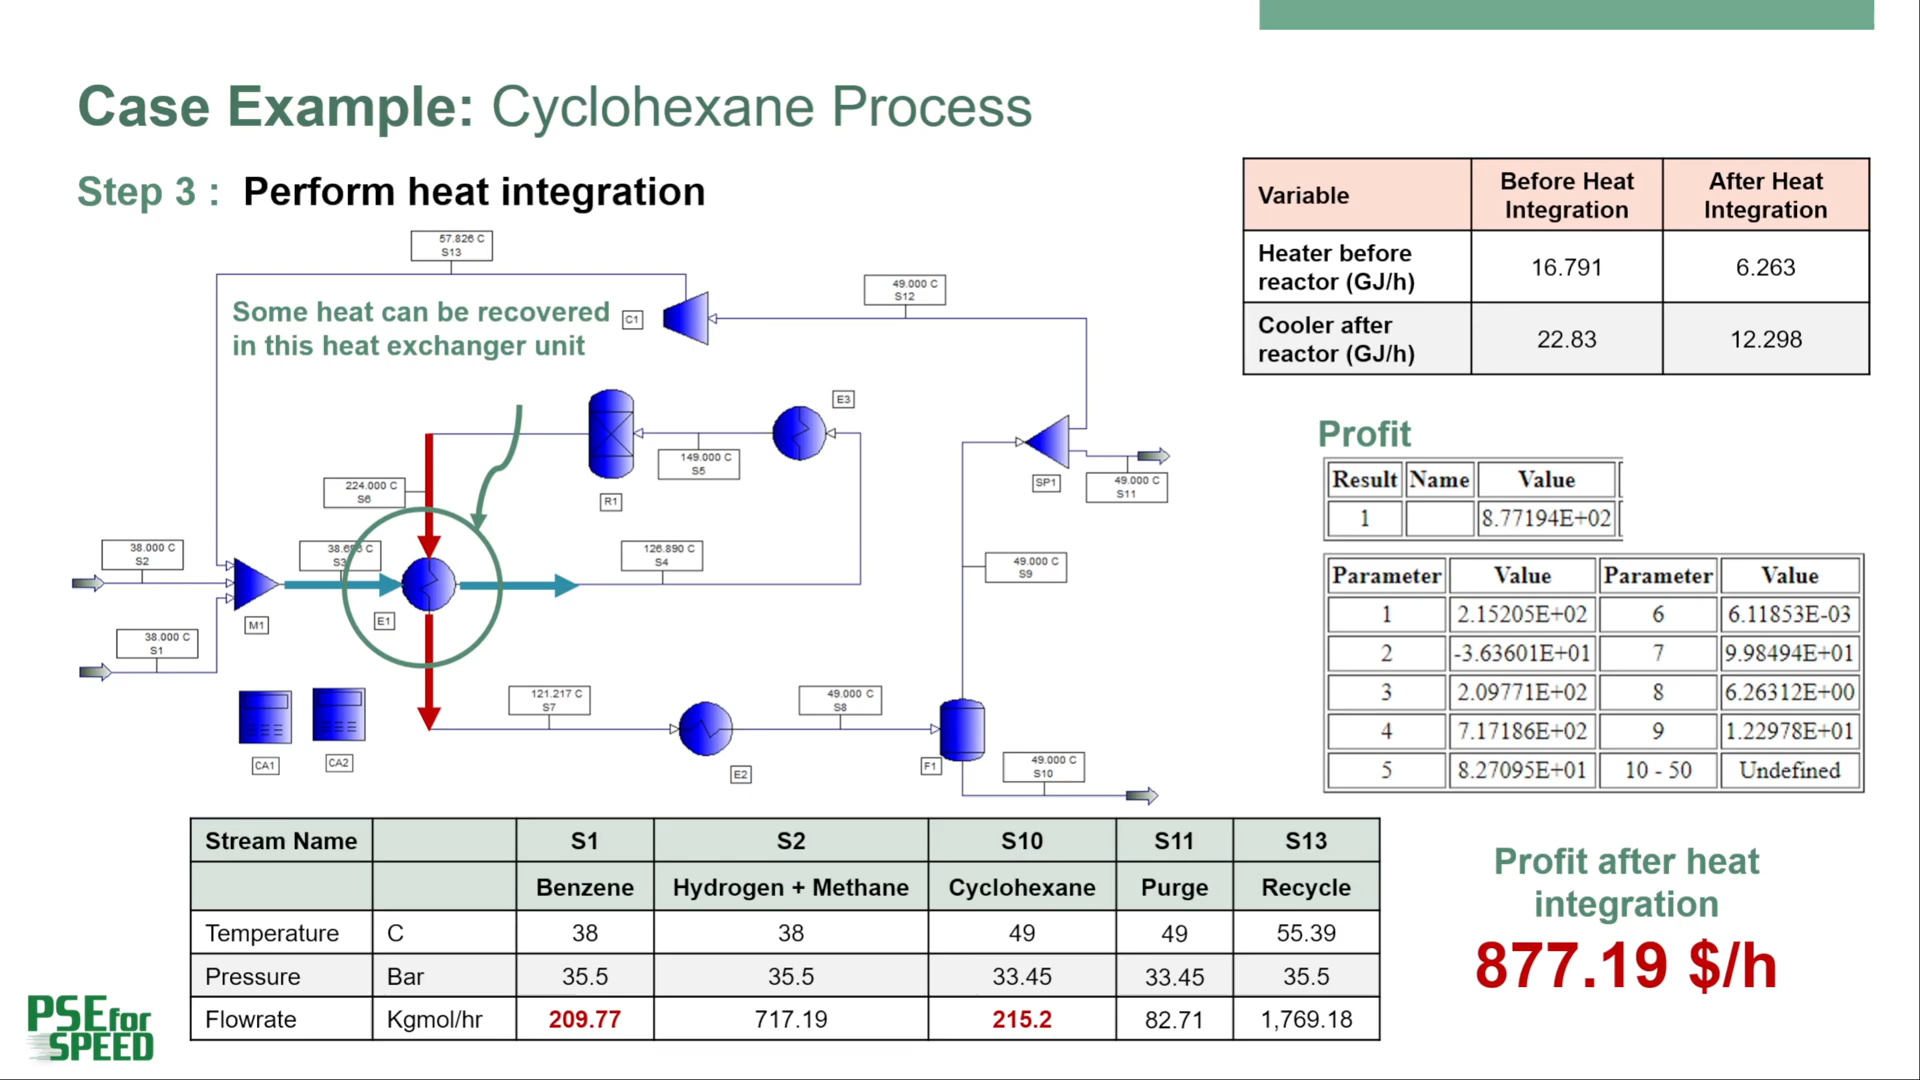 Case Example: Cyclohexane Process
Step 3 : Perform heat integration
57.826 C
S13
Some heat can be recovered
in this heat exchanger unit
C1
49.000 C
S12
E3
149.000 C
S5
R1
224.000 C
S6
SP1
49.000 C
S11
38.000 C
S2
S3
126.890 C
S4
49.000 C
S9
E1
M1
38.000 C
S1
121.217 C
S7
49.000 C
S8
CA1
CA2
E2
F1
49.000 C
S10
Variable Before Heat Integration After Heat Integration
Heater before reactor (GJ/h) 16.791 6.263
Cooler after reactor (GJ/h) 22.83 12.298
Profit
Result Name Value
1 8.77194E+02
Parameter Value Parameter Value
1 2.15205E+02 6 6.11853E-03
2 -3.63601E+01 7 9.98494E+01
3 2.09771E+02 8 6.26312E+00
4 7.17186E+02 9 1.22978E+01
5 8.27095E+01 10 - 50 Undefined
Stream Name S1 S2 S10 S11 S13
Benzene Hydrogen + Methane Cyclohexane Purge Recycle
Temperature C 38 38 49 49 55.39
Pressure Bar 35.5 35.5 33.45 33.45 35.5
Flowrate Kgmol/hr 209.77 717.19 215.2 82.71 1,769.18
Profit after heat
integration
877.19 $/h
PSE for
SPEED